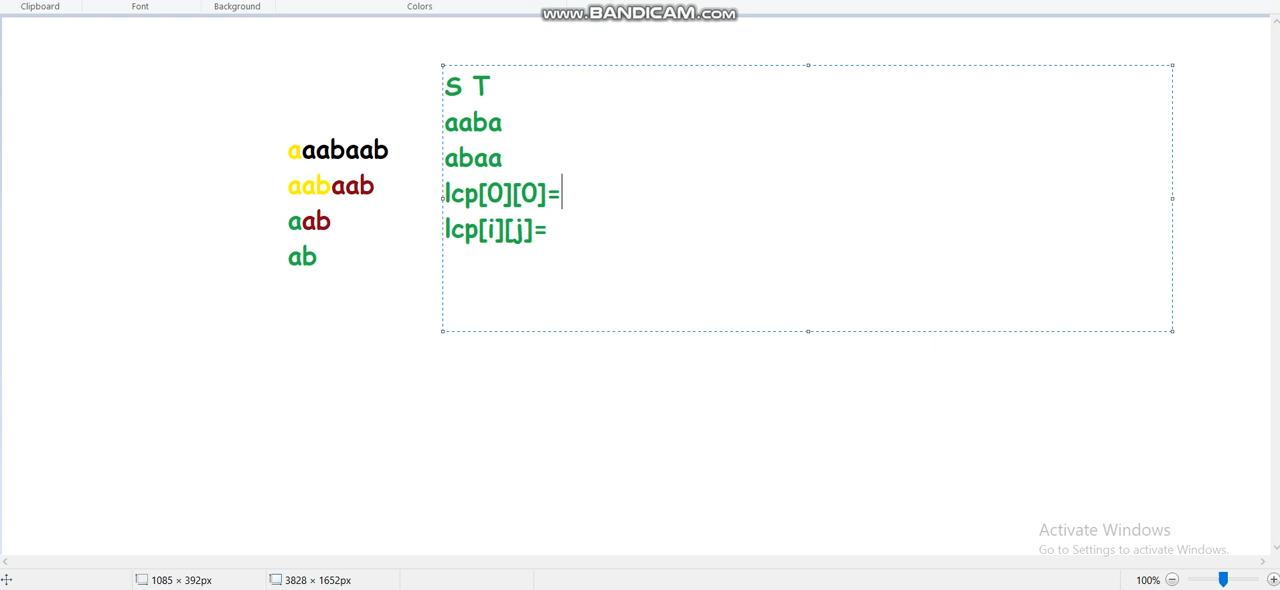 Clipboard Font Background Colors
www.BANDICAM.com
S T
aaba
abaa
lcp[0][0]=
lcp[i][j]=
aaabaab
aabaab
aab
ab
Activate Windows
Go to Settings to activate Windows.
1085 × 392px 3828 × 1652px 100%